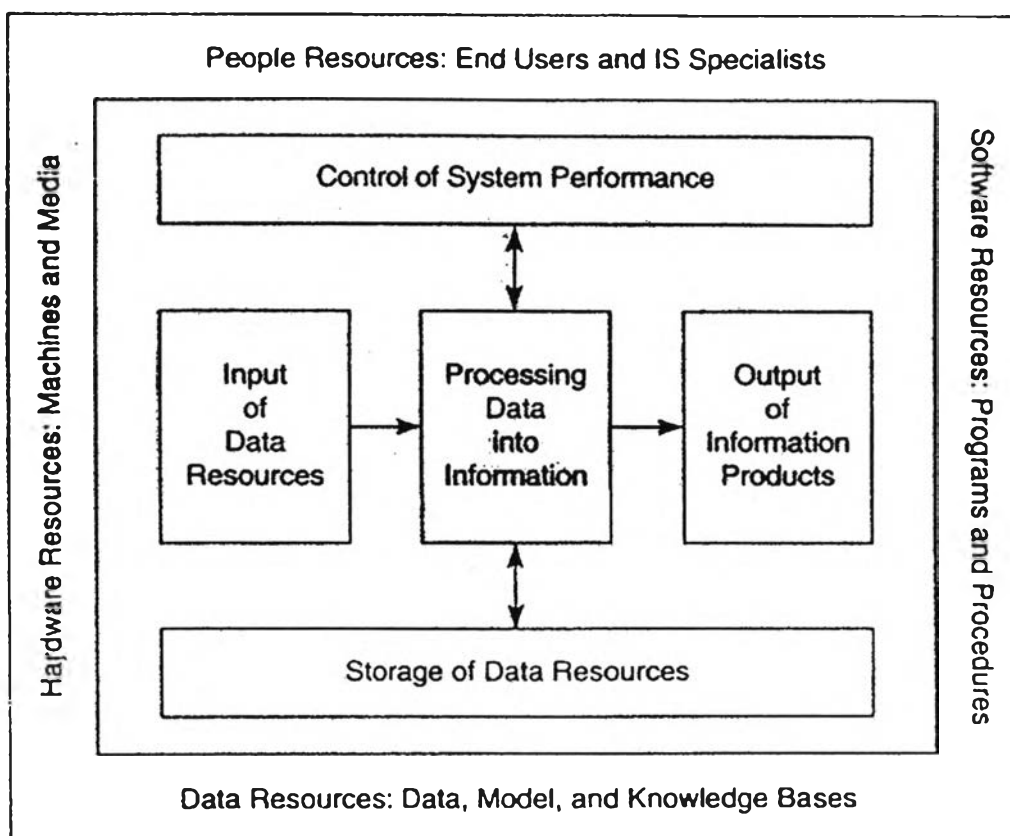 People Resources: End Users and IS Specialists
Hardware Resources: Machines and Media
Control of System Performance
Input
of
Data
Resources
Processing
Data
into
Information
Output
of
Information
Products
Storage of Data Resources
Software Resources: Programs and Procedures
Data Resources: Data, Model, and Knowledge Bases